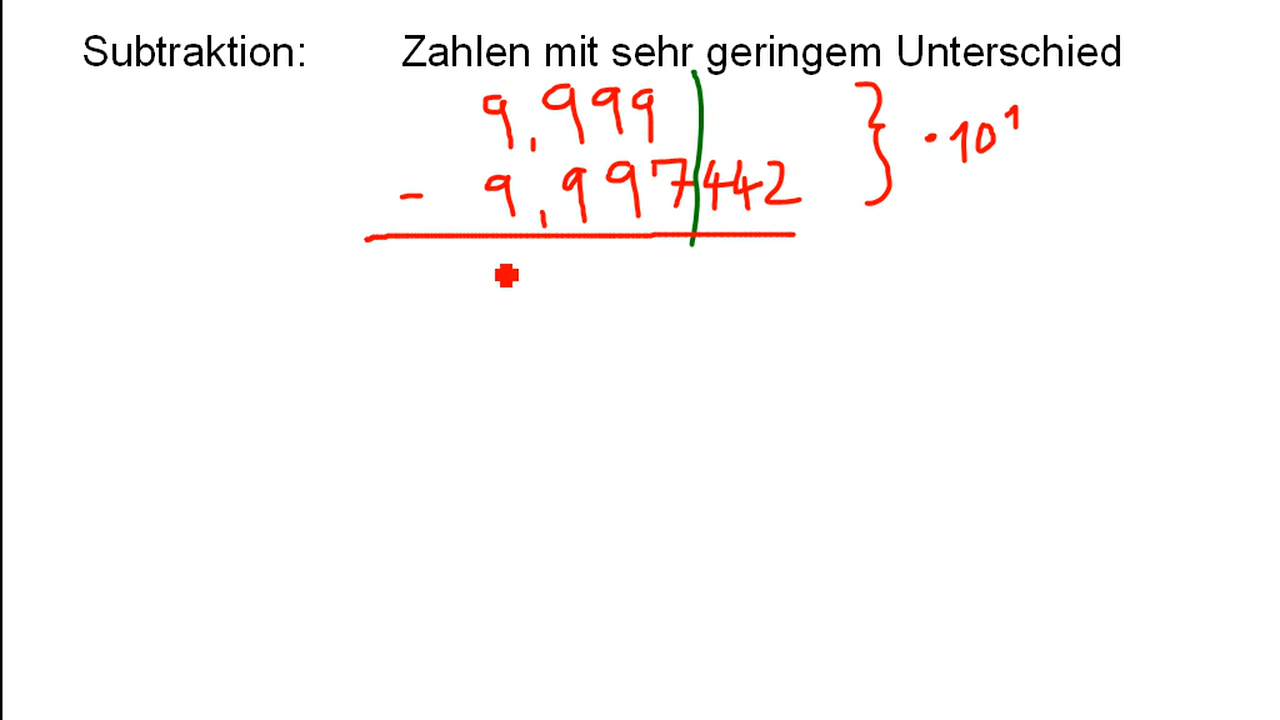 Subtraktion: Zahlen mit sehr geringem Unterschied
9,999
- 9,997442
} · 10¹